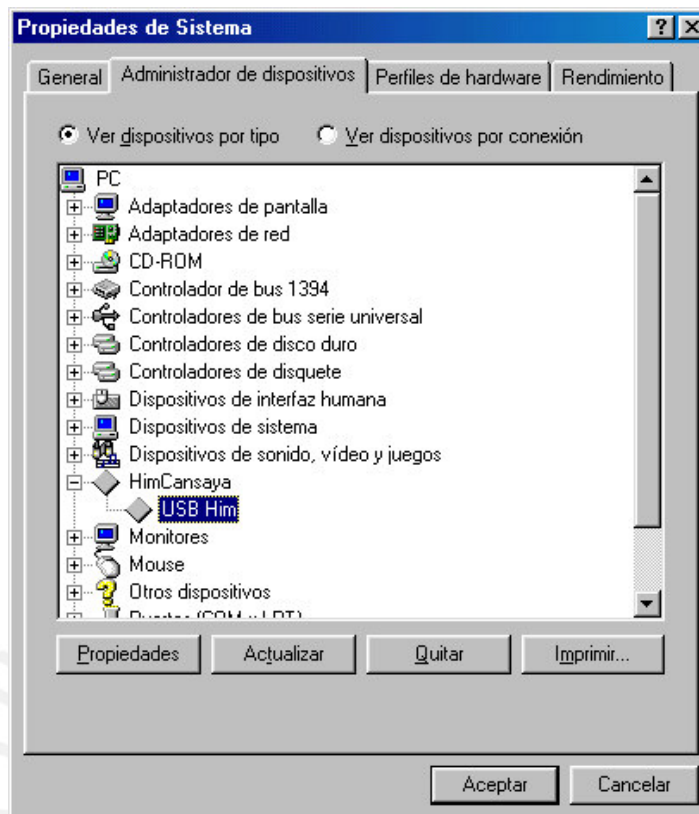 Propiedades de Sistema
General Administrador de dispositivos Perfiles de hardware Rendimiento
Ver dispositivos por tipo Ver dispositivos por conexión
PC
Adaptadores de pantalla
Adaptadores de red
CD-ROM
Controlador de bus 1394
Controladores de bus serie universal
Controladores de disco duro
Controladores de disquete
Dispositivos de interfaz humana
Dispositivos de sistema
Dispositivos de sonido, vídeo y juegos
HimCansaya
USB Him
Monitores
Mouse
Otros dispositivos
Puertos (COM y LPT)
Propiedades Actualizar Quitar Imprimir...
Aceptar Cancelar